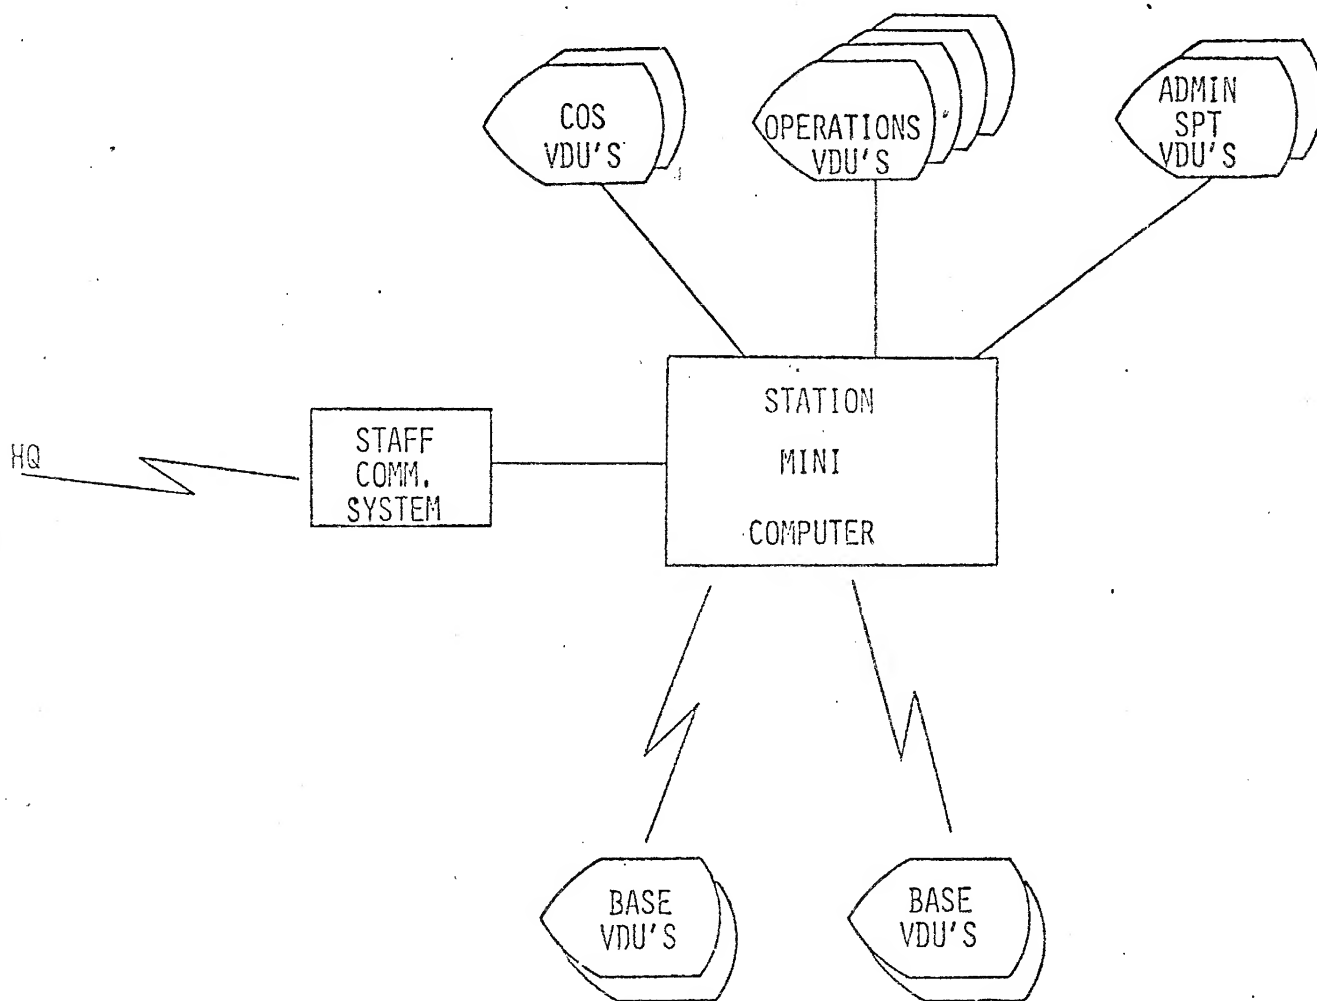 COS
VDU'S
OPERATIONS
VDU'S
ADMIN
SPT
VDU'S
STATION
MINI
COMPUTER
HQ
STAFF
COMM.
SYSTEM
BASE
VDU'S
BASE
VDU'S